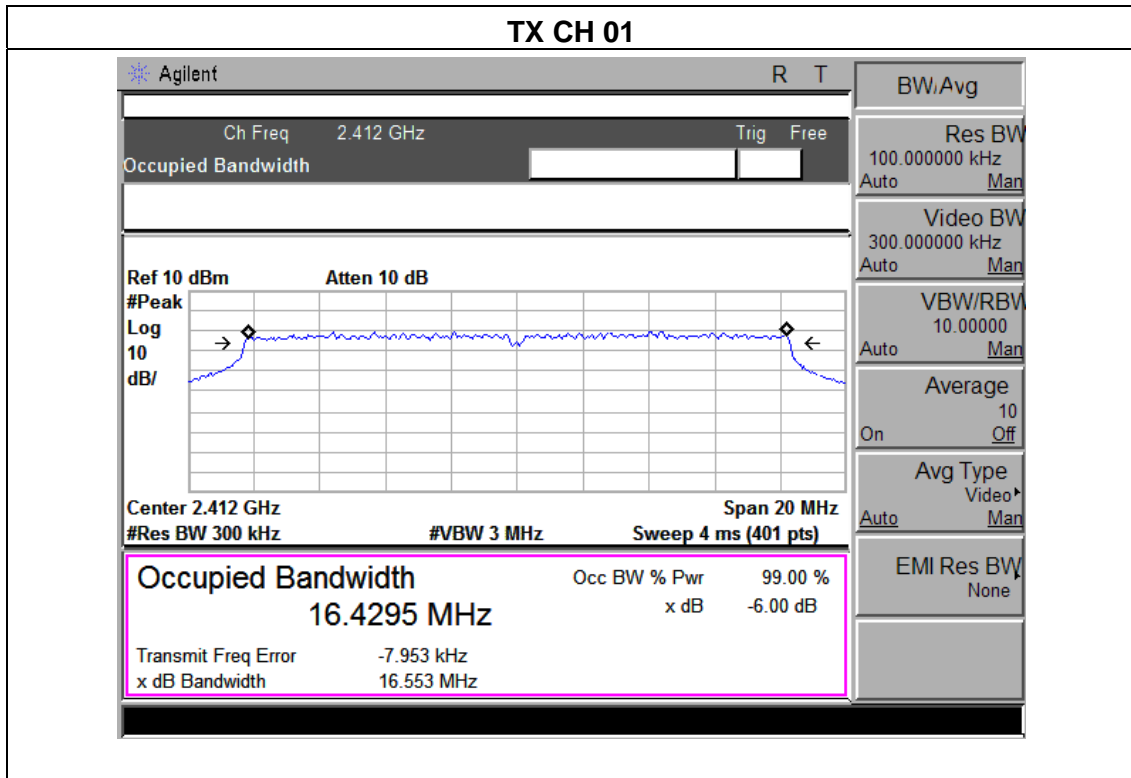 TX CH 01
Agilent R T
BW/Avg
Ch Freq 2.412 GHz Trig Free
Occupied Bandwidth
Res BW
100.000000 kHz
Auto Man
Video BW
300.000000 kHz
Auto Man
VBW/RBW
10.00000
Auto Man
Average
10
On Off
Avg Type
Video
Auto Man
EMI Res BW
None
Ref 10 dBm Atten 10 dB
#Peak
Log
10
dB/
Center 2.412 GHz Span 20 MHz
#Res BW 300 kHz #VBW 3 MHz Sweep 4 ms (401 pts)
Occupied Bandwidth Occ BW % Pwr 99.00 %
16.4295 MHz x dB -6.00 dB
Transmit Freq Error -7.953 kHz
x dB Bandwidth 16.553 MHz